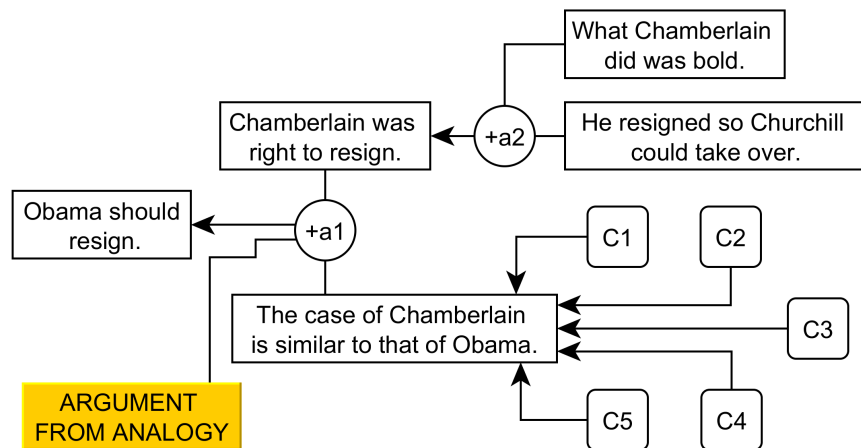 What Chamberlain
did was bold.
Chamberlain was
right to resign.
+a2
He resigned so Churchill
could take over.
Obama should
resign.
+a1
C1
C2
The case of Chamberlain
is similar to that of Obama.
C3
ARGUMENT
FROM ANALOGY
C5
C4